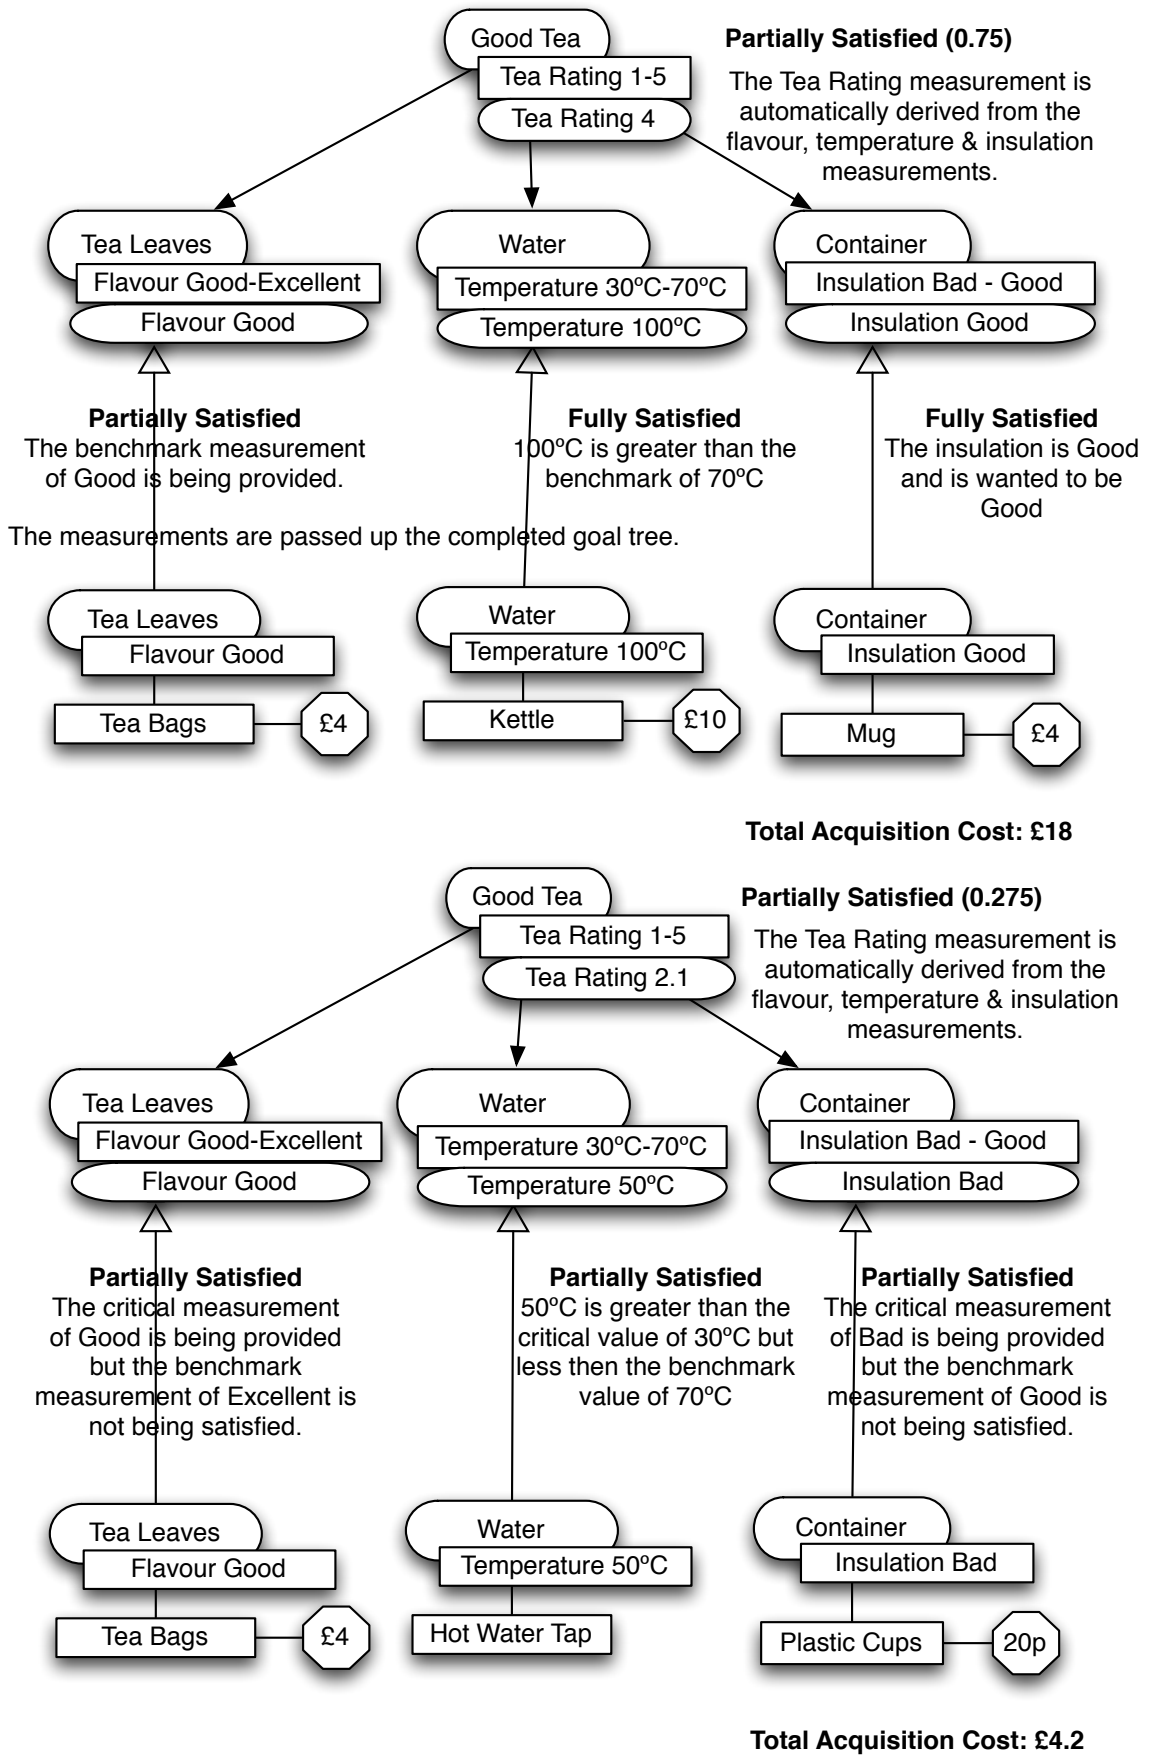 Good Tea
Partially Satisfied (0.75)
Tea Rating 1-5
Tea Rating 4
The Tea Rating measurement is
automatically derived from the
flavour, temperature & insulation
measurements.
Tea Leaves
Flavour Good-Excellent
Flavour Good
Water
Temperature 30ºC-70ºC
Temperature 100ºC
Container
Insulation Bad - Good
Insulation Good
Partially Satisfied
The benchmark measurement
of Good is being provided.
Fully Satisfied
100ºC is greater than the
benchmark of 70ºC
Fully Satisfied
The insulation is Good
and is wanted to be
Good
The measurements are passed up the completed goal tree.
Tea Leaves
Flavour Good
Tea Bags
£4
Water
Temperature 100ºC
Kettle
£10
Container
Insulation Good
Mug
£4
Total Acquisition Cost: £18
Good Tea
Partially Satisfied (0.275)
Tea Rating 1-5
Tea Rating 2.1
The Tea Rating measurement is
automatically derived from the
flavour, temperature & insulation
measurements.
Tea Leaves
Flavour Good-Excellent
Flavour Good
Water
Temperature 30ºC-70ºC
Temperature 50ºC
Container
Insulation Bad - Good
Insulation Bad
Partially Satisfied
The critical measurement
of Good is being provided
but the benchmark
measurement of Excellent is
not being satisfied.
Partially Satisfied
50ºC is greater than the
critical value of 30ºC but
less then the benchmark
value of 70ºC
Partially Satisfied
The critical measurement
of Bad is being provided
but the benchmark
measurement of Good is
not being satisfied.
Tea Leaves
Flavour Good
Tea Bags
£4
Water
Temperature 50ºC
Hot Water Tap
Container
Insulation Bad
Plastic Cups
20p
Total Acquisition Cost: £4.2